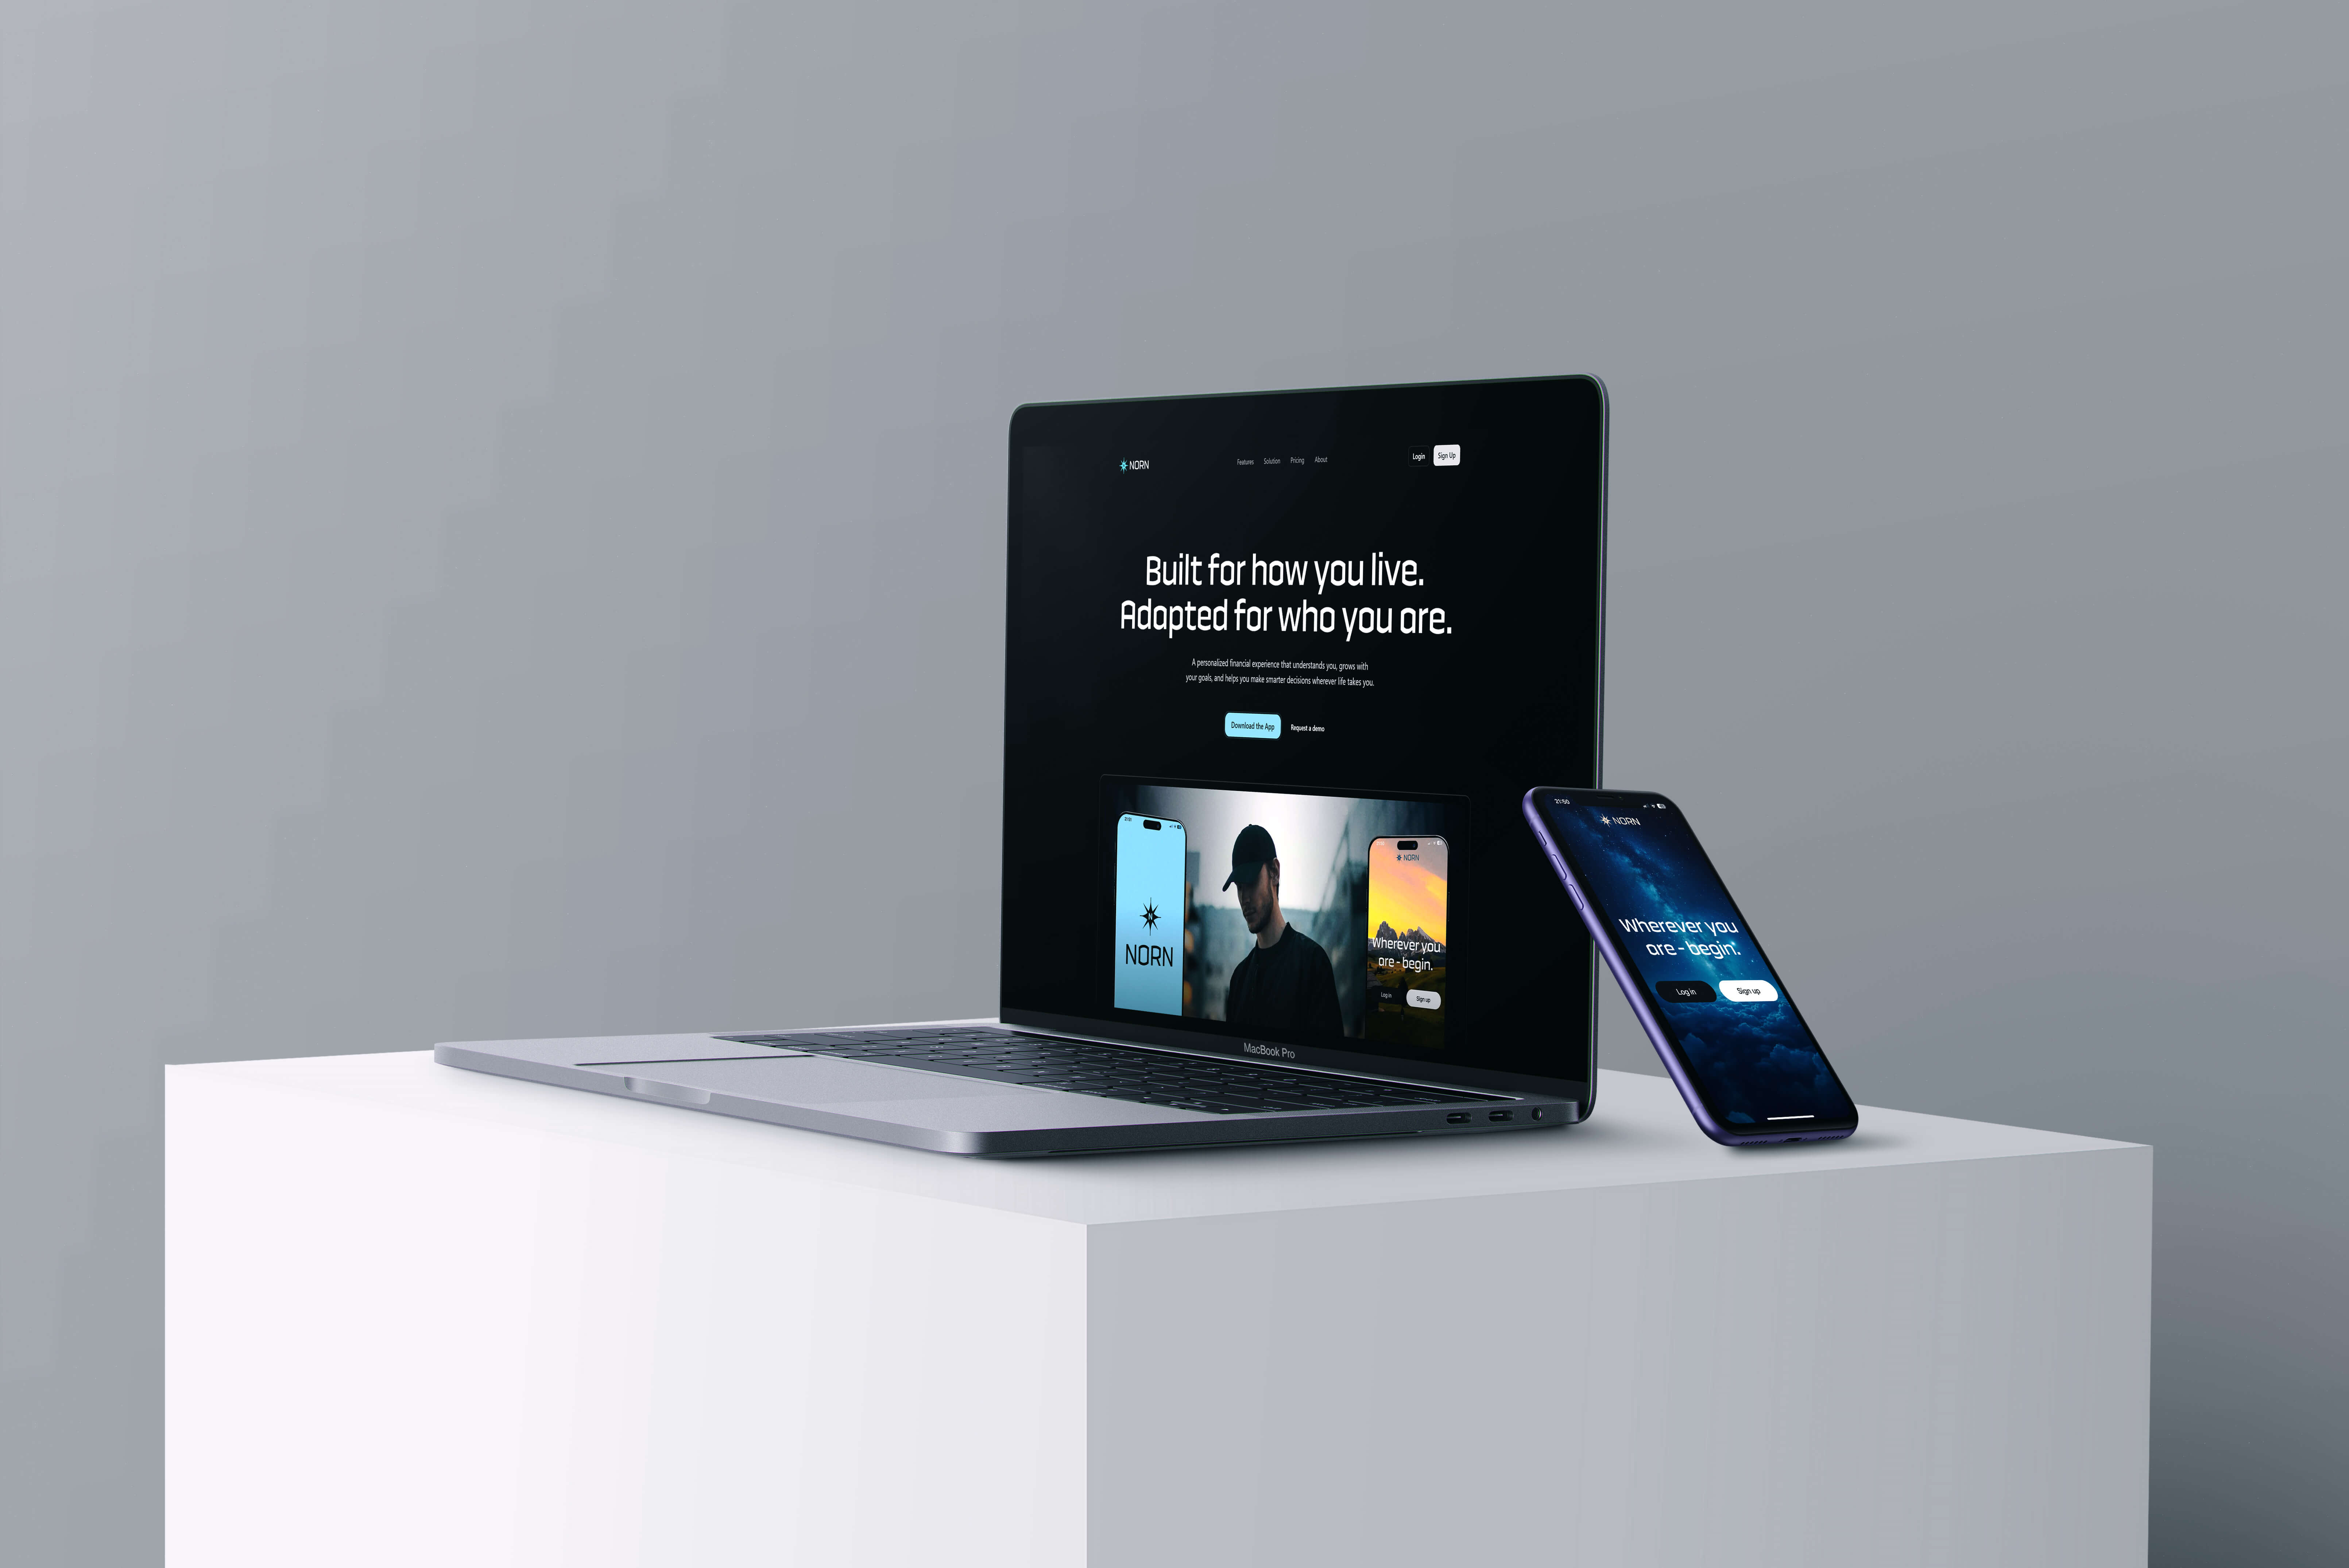 NORN
Features Solution Pricing About
Login Sign Up
Built for how you live.
Adapted for who you are.
A personalized financial experience that understands you, grows with
your goals, and helps you make smarter decisions wherever life takes you.
Download the App Request a demo
NORN
NORN
Wherever you
are - begin.
Log in Sign up
MacBook Pro
21:50
NORN
Wherever you
are - begin.
Log in Sign up